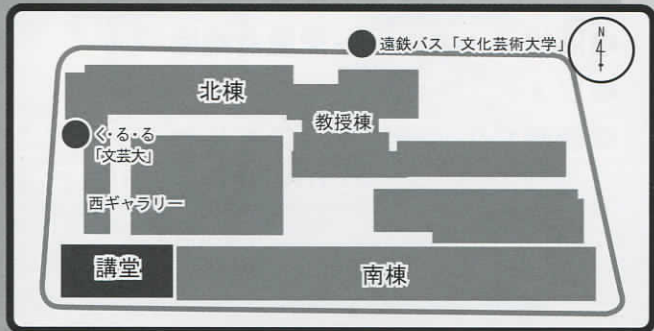 遠鉄バス「文化芸術大学」
N
北棟
教授棟
く・る・る
「文芸大」
西ギャラリー
講堂
南棟